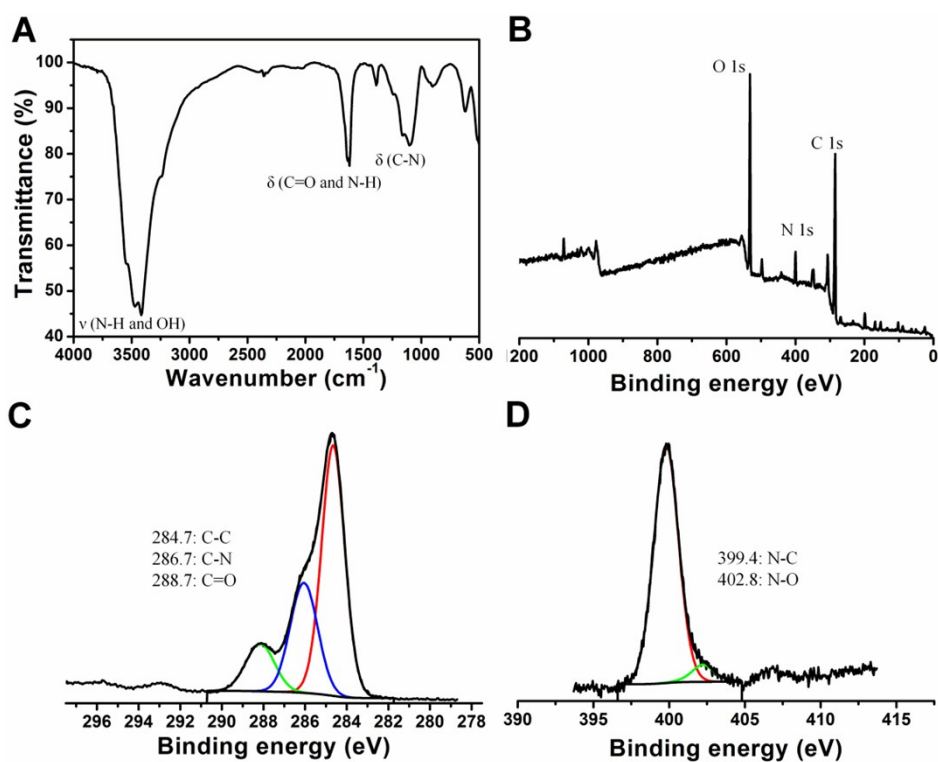 A
Transmittance (%)
100
90
80
70
60
50
40
δ (C-N)
δ (C=O and N-H)
ν (N-H and OH)
4000 3500 3000 2500 2000 1500 1000 500
Wavenumber (cm⁻¹)
B
O 1s
C 1s
N 1s
1200 1000 800 600 400 200 0
Binding energy (eV)
C
284.7: C-C
286.7: C-N
288.7: C=O
296 294 292 290 288 286 284 282 280 278
Binding energy (eV)
D
399.4: N-C
402.8: N-O
390 395 400 405 410 415
Binding energy (eV)